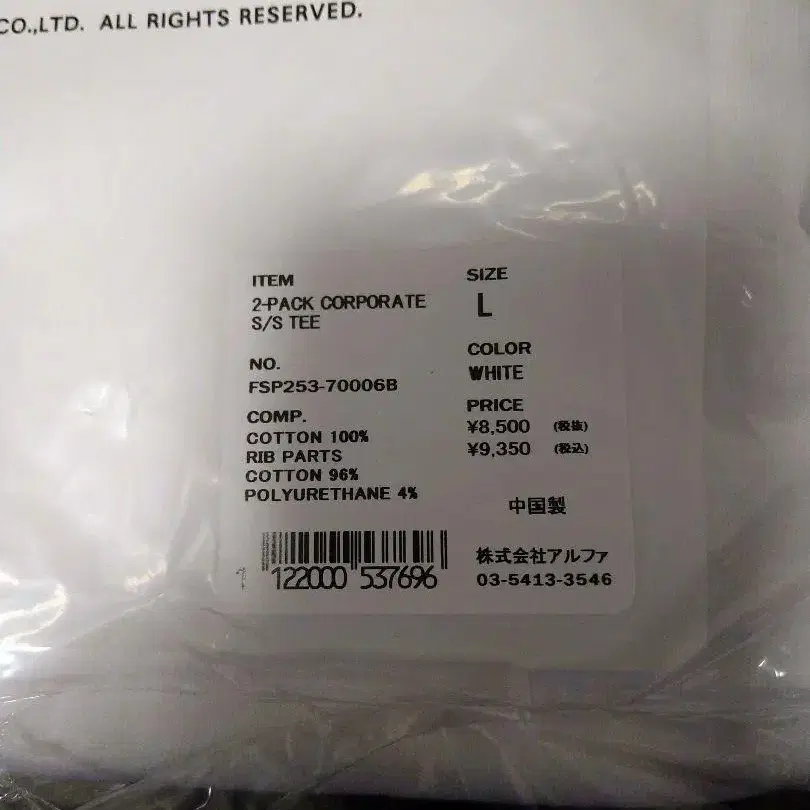 CO.,LTD. ALL RIGHTS RESERVED.
ITEM
2-PACK CORPORATE
S/S TEE
NO.
FSP253-70006B
COMP.
COTTON 100%
RIB PARTS
COTTON 96%
POLYURETHANE 4%
SIZE
L
COLOR
WHITE
PRICE
¥8,500 (税抜)
¥9,350 (税込)
中国製
122000 537696
株式会社アルファ
03-5413-3546